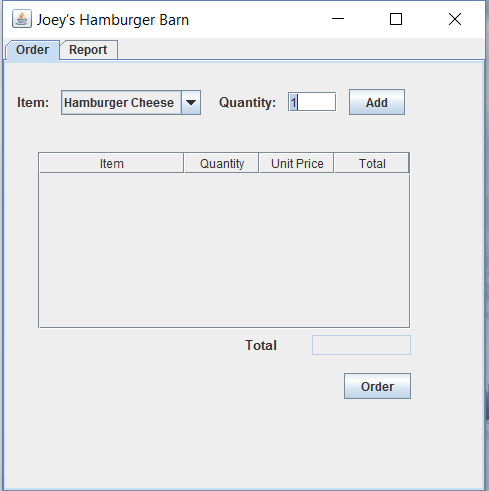 Joey's Hamburger Barn
Order Report
Item: Hamburger Cheese Quantity: 1 Add
Item Quantity Unit Price Total
Total
Order